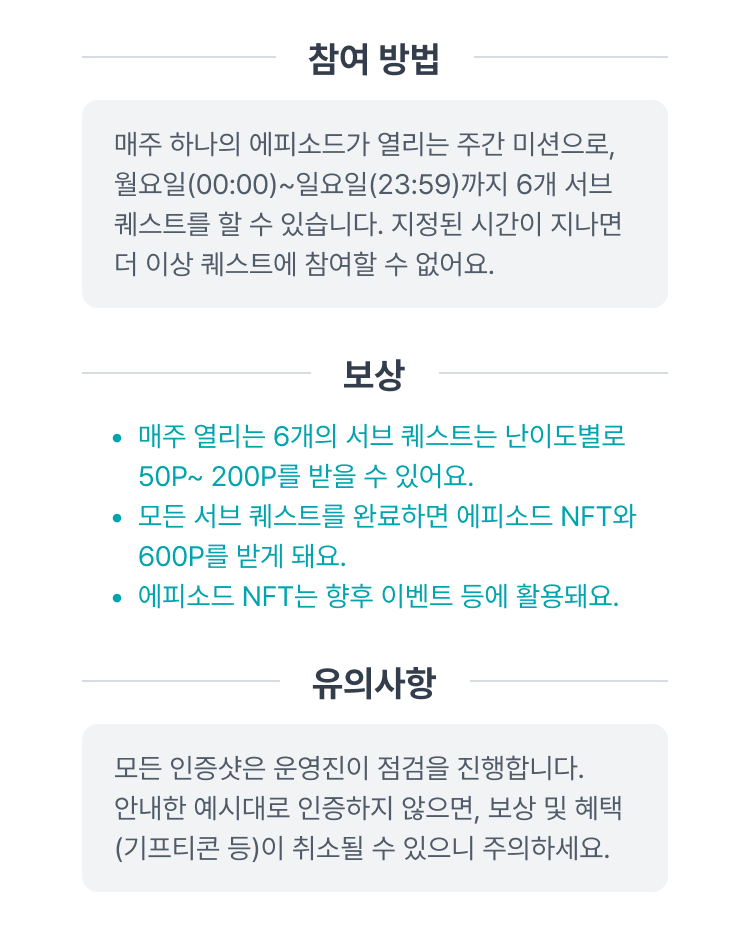 참여 방법
매주 하나의 에피소드가 열리는 주간 미션으로,
월요일(00:00)~일요일(23:59)까지 6개 서브
퀘스트를 할 수 있습니다. 지정된 시간이 지나면
더 이상 퀘스트에 참여할 수 없어요.
보상
• 매주 열리는 6개의 서브 퀘스트는 난이도별로
50P~ 200P를 받을 수 있어요.
• 모든 서브 퀘스트를 완료하면 에피소드 NFT와
600P를 받게 돼요.
• 에피소드 NFT는 향후 이벤트 등에 활용돼요.
유의사항
모든 인증샷은 운영진이 점검을 진행합니다.
안내한 예시대로 인증하지 않으면, 보상 및 혜택
(기프티콘 등)이 취소될 수 있으니 주의하세요.